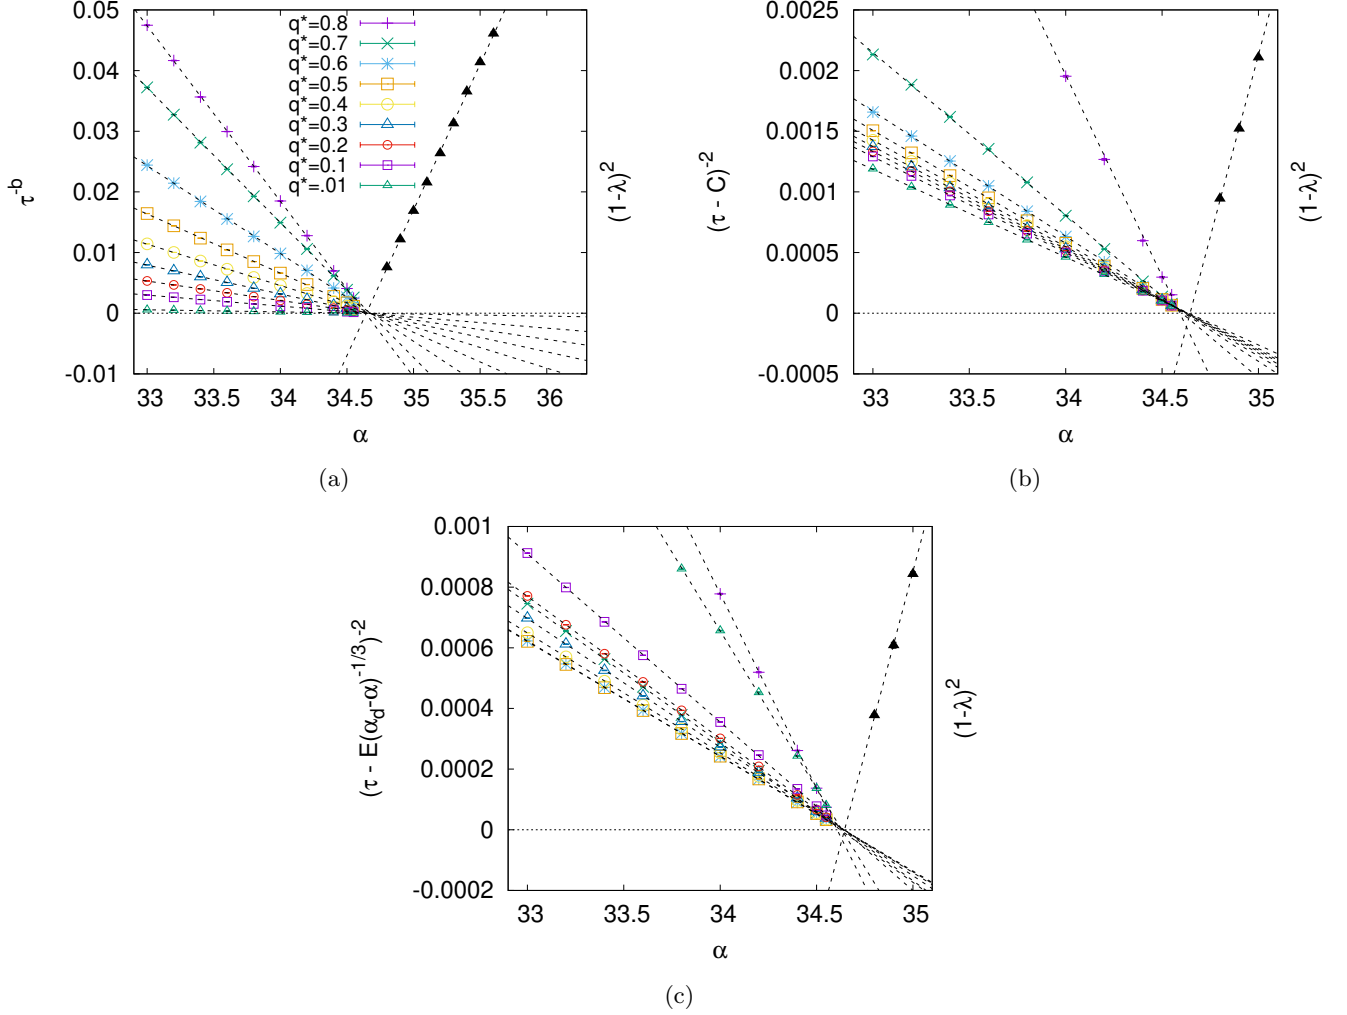 0.05
0.04
0.03
0.02
0.01
0
-0.01
33
33.5
34
34.5
35
35.5
36
τ^-b
α
(1-λ)^2
q*=0.8
q*=0.7
q*=0.6
q*=0.5
q*=0.4
q*=0.3
q*=0.2
q*=0.1
q*=.01
(a)
0.0025
0.002
0.0015
0.001
0.0005
0
-0.0005
33
33.5
34
34.5
35
(τ - C)^-2
α
(1-λ)^2
(b)
0.001
0.0008
0.0006
0.0004
0.0002
0
-0.0002
33
33.5
34
34.5
35
(τ - E(α_d-α)^-1/3)^-2
α
(1-λ)^2
(c)